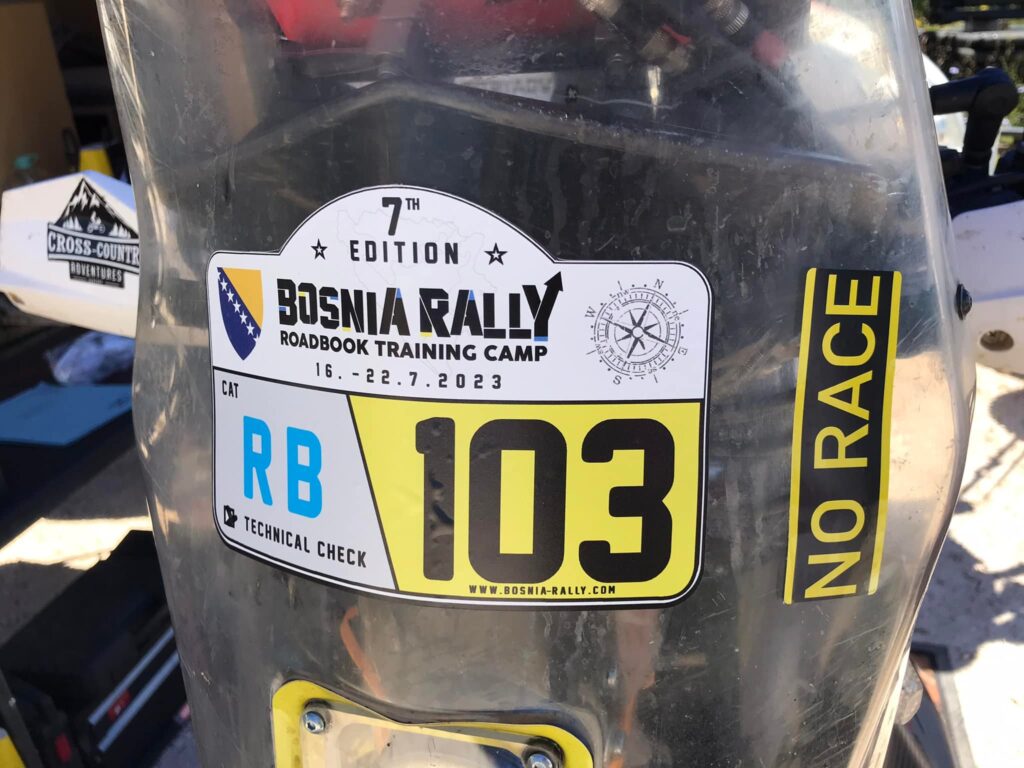 7TH
EDITION
BOSNIA RALLY
ROADBOOK TRAINING CAMP
16.-22.7.2023
N
E
S
W
CAT
RB
103
TECHNICAL CHECK
WWW.BOSNIA-RALLY.COM
NO RACE
CROSS-COUNTRY
ADVENTURES